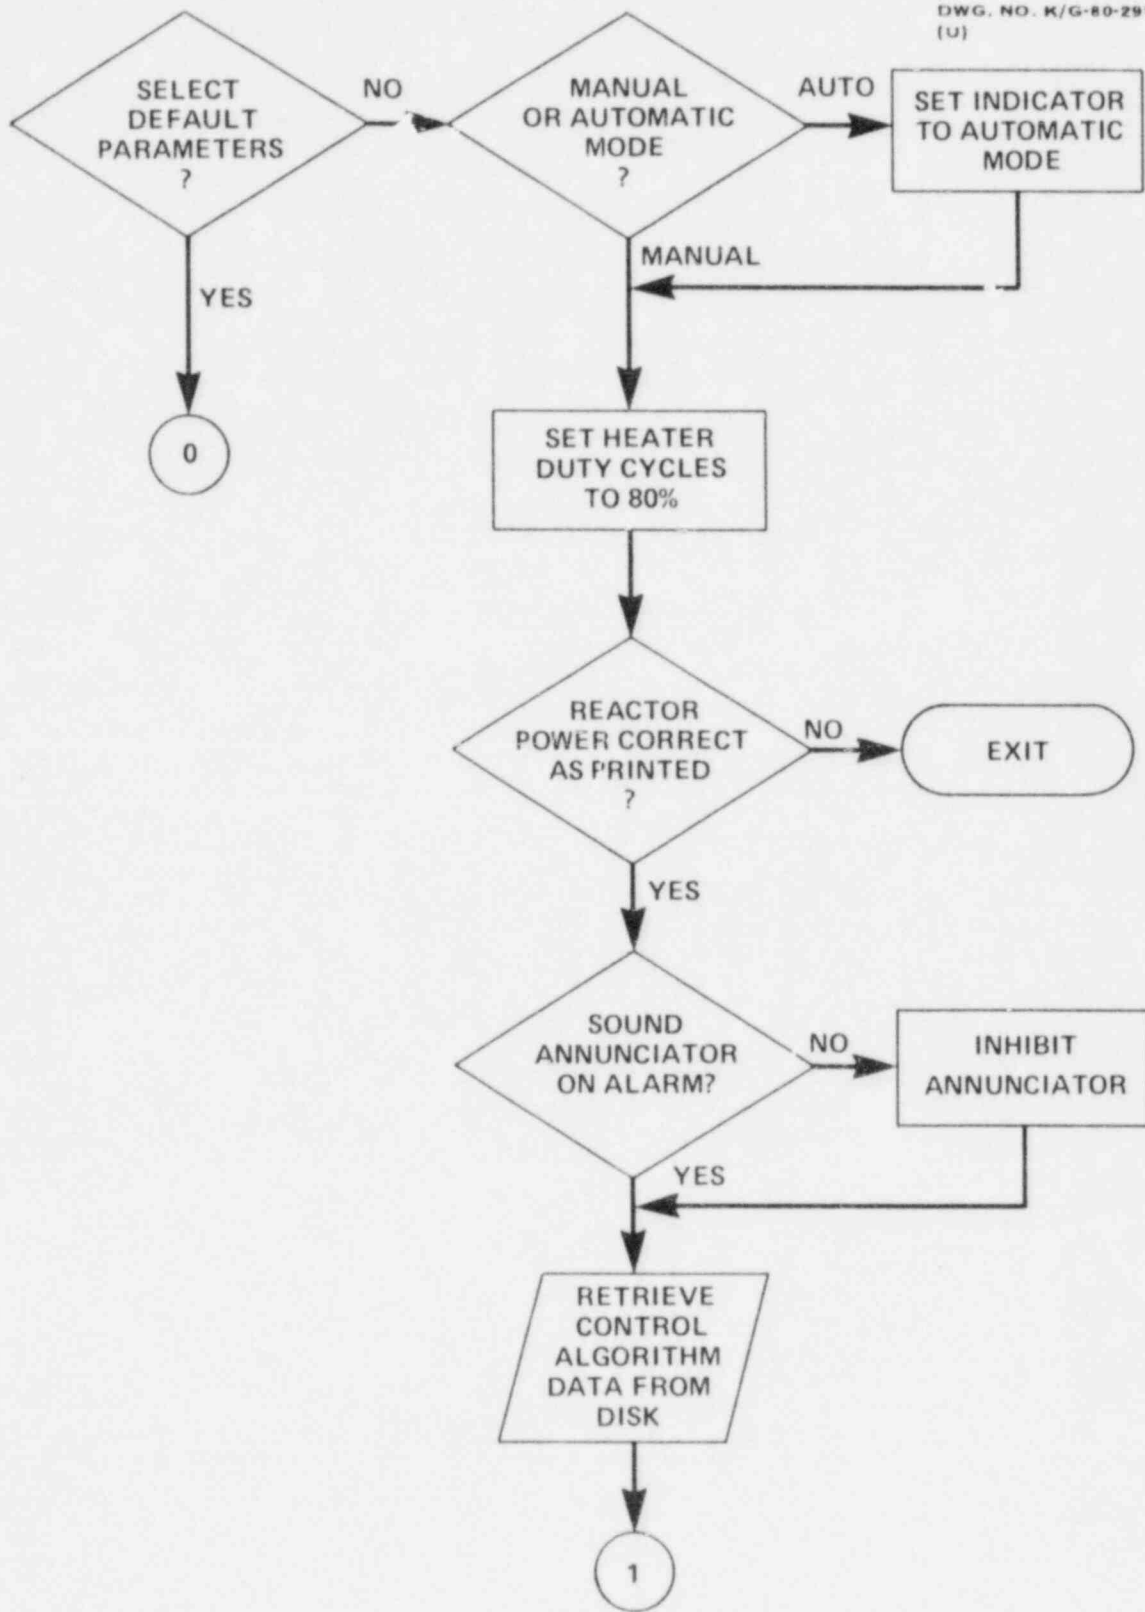 DWG. NO. K/G-80-29
(U)
SELECT
DEFAULT
PARAMETERS
?
NO
MANUAL
OR AUTOMATIC
MODE
?
AUTO
SET INDICATOR
TO AUTOMATIC
MODE
MANUAL
YES
0
SET HEATER
DUTY CYCLES
TO 80%
REACTOR
POWER CORRECT
AS PRINTED
?
NO
EXIT
YES
SOUND
ANNUNCIATOR
ON ALARM?
NO
INHIBIT
ANNUNCIATOR
YES
RETRIEVE
CONTROL
ALGORITHM
DATA FROM
DISK
1